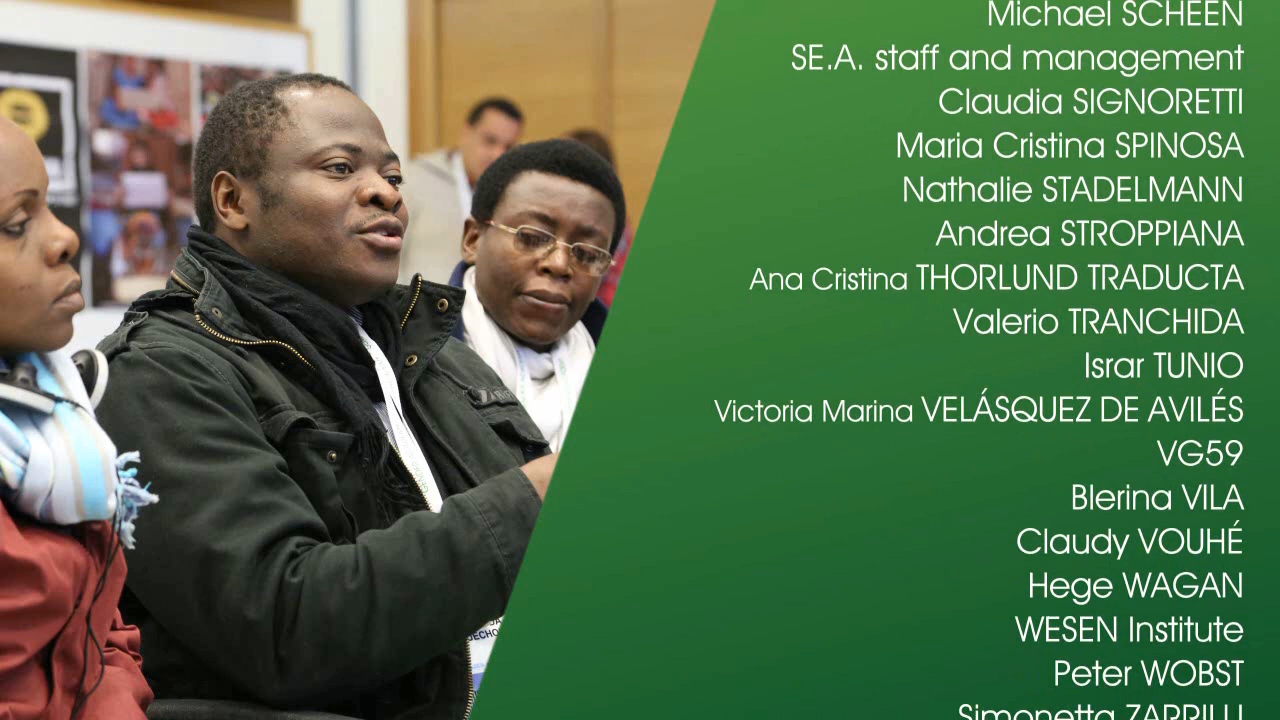 Michael SCHEEN
SE.A. staff and management
Claudia SIGNORETTI
Maria Cristina SPINOSA
Nathalie STADELMANN
Andrea STROPPIANA
Ana Cristina THORLUND TRADUCTA
Valerio TRANCHIDA
Israr TUNIO
Victoria Marina VELÁSQUEZ DE AVILÉS
VG59
Blerina VILA
Claudy VOUHÉ
Hege WAGAN
WESEN Institute
Peter WOBST
Simonetta ZARRILLI